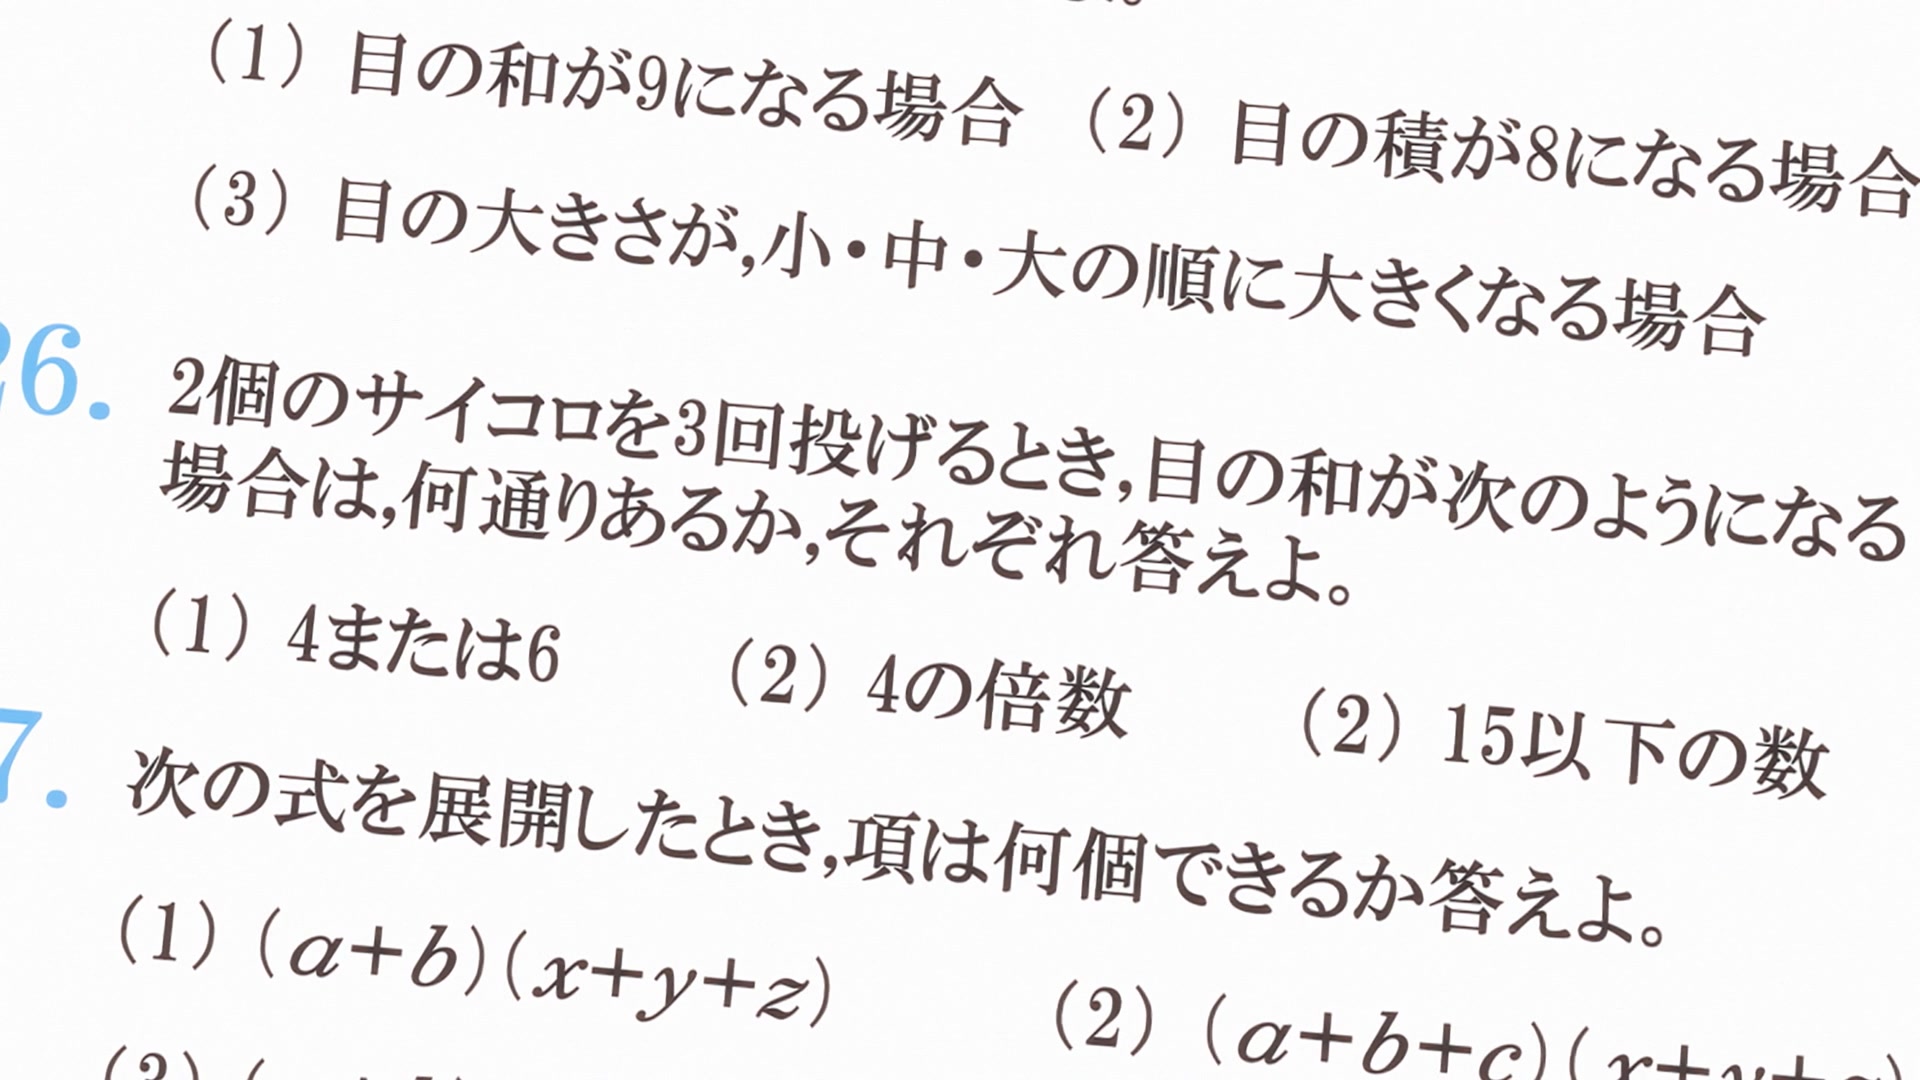 (1) 目の和が9になる場合 (2) 目の積が8になる場合
(3) 目の大きさが,小・中・大の順に大きくなる場合
26. 2個のサイコロを3回投げるとき,目の和が次のようになる
場合は,何通りあるか,それぞれ答えよ。
(1) 4または6 (2) 4の倍数 (2) 15以下の数
7. 次の式を展開したとき,項は何個できるか答えよ。
(1) (a+b)(x+y+z) (2) (a+b+c)(x+y+z)
(3)